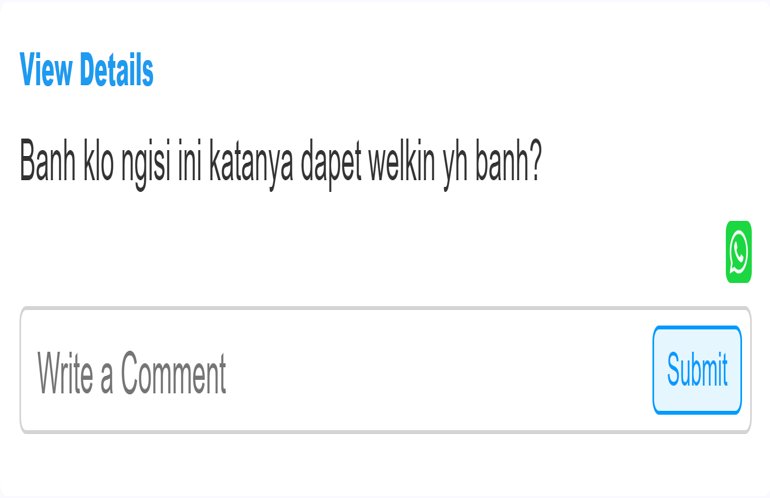 View Details
Banh klo ngisi ini katanya dapet welkin yh banh?
Write a Comment
Submit